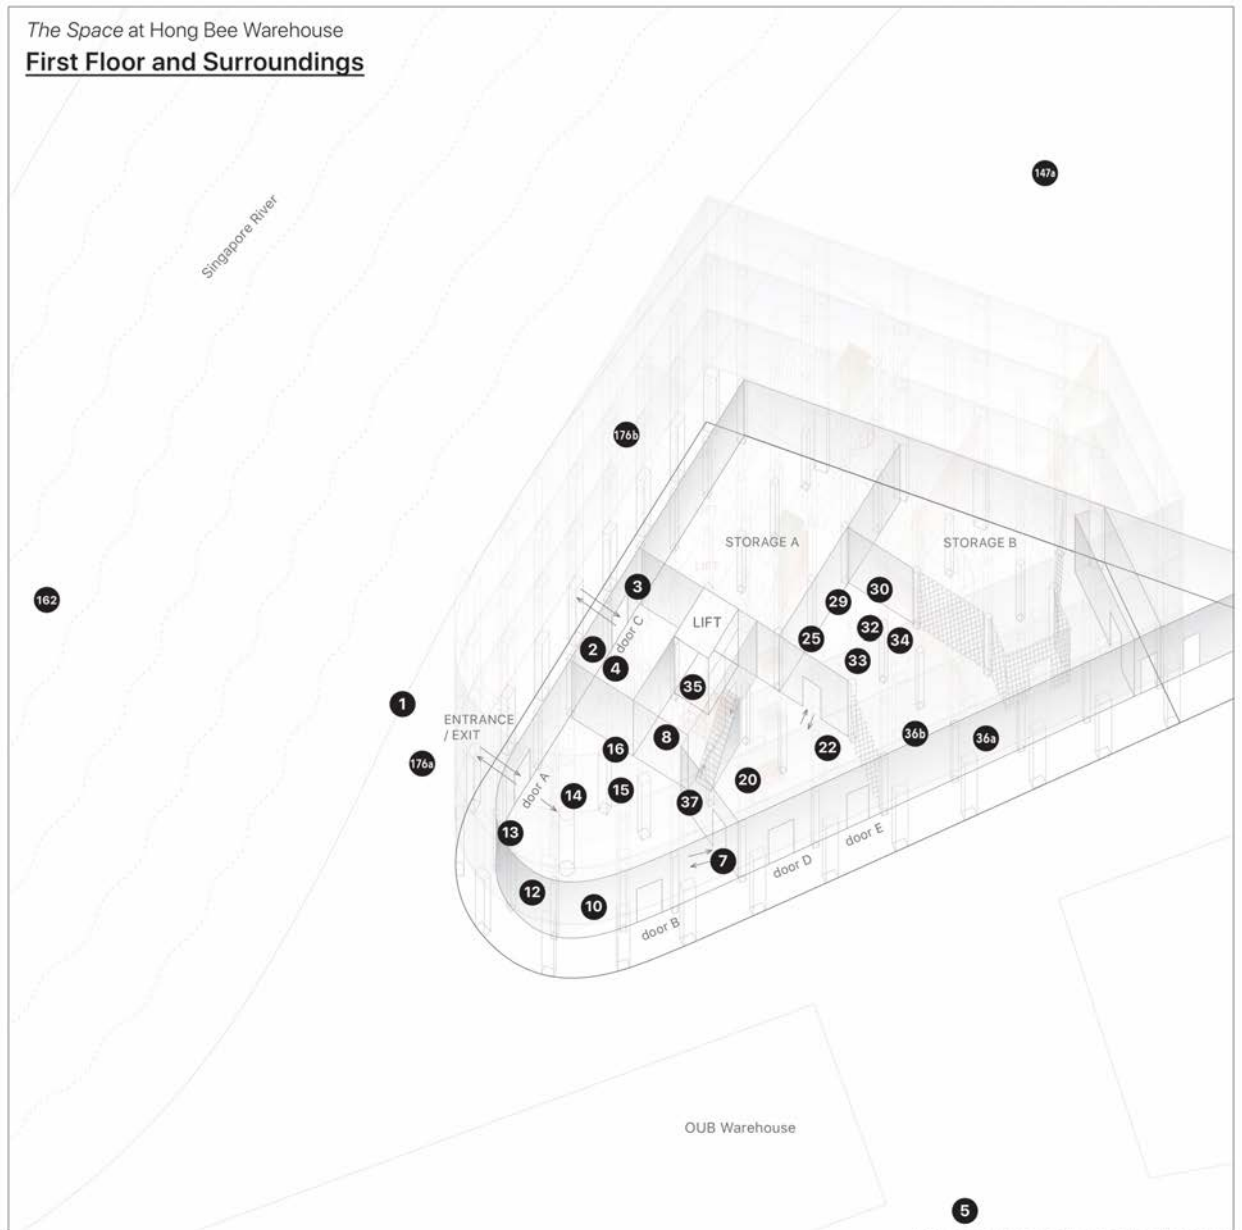 The Space at Hong Bee Warehouse
First Floor and Surroundings
147a
Singapore River
176b
STORAGE A
STORAGE B
3
29
30
162
door C
LIFT
32
2
25
34
4
33
35
1
ENTRANCE
/ EXIT
36b
36a
16
8
22
176a
door A
14
15
20
37
13
door E
7
door D
12
10
door B
OUB Warehouse
5